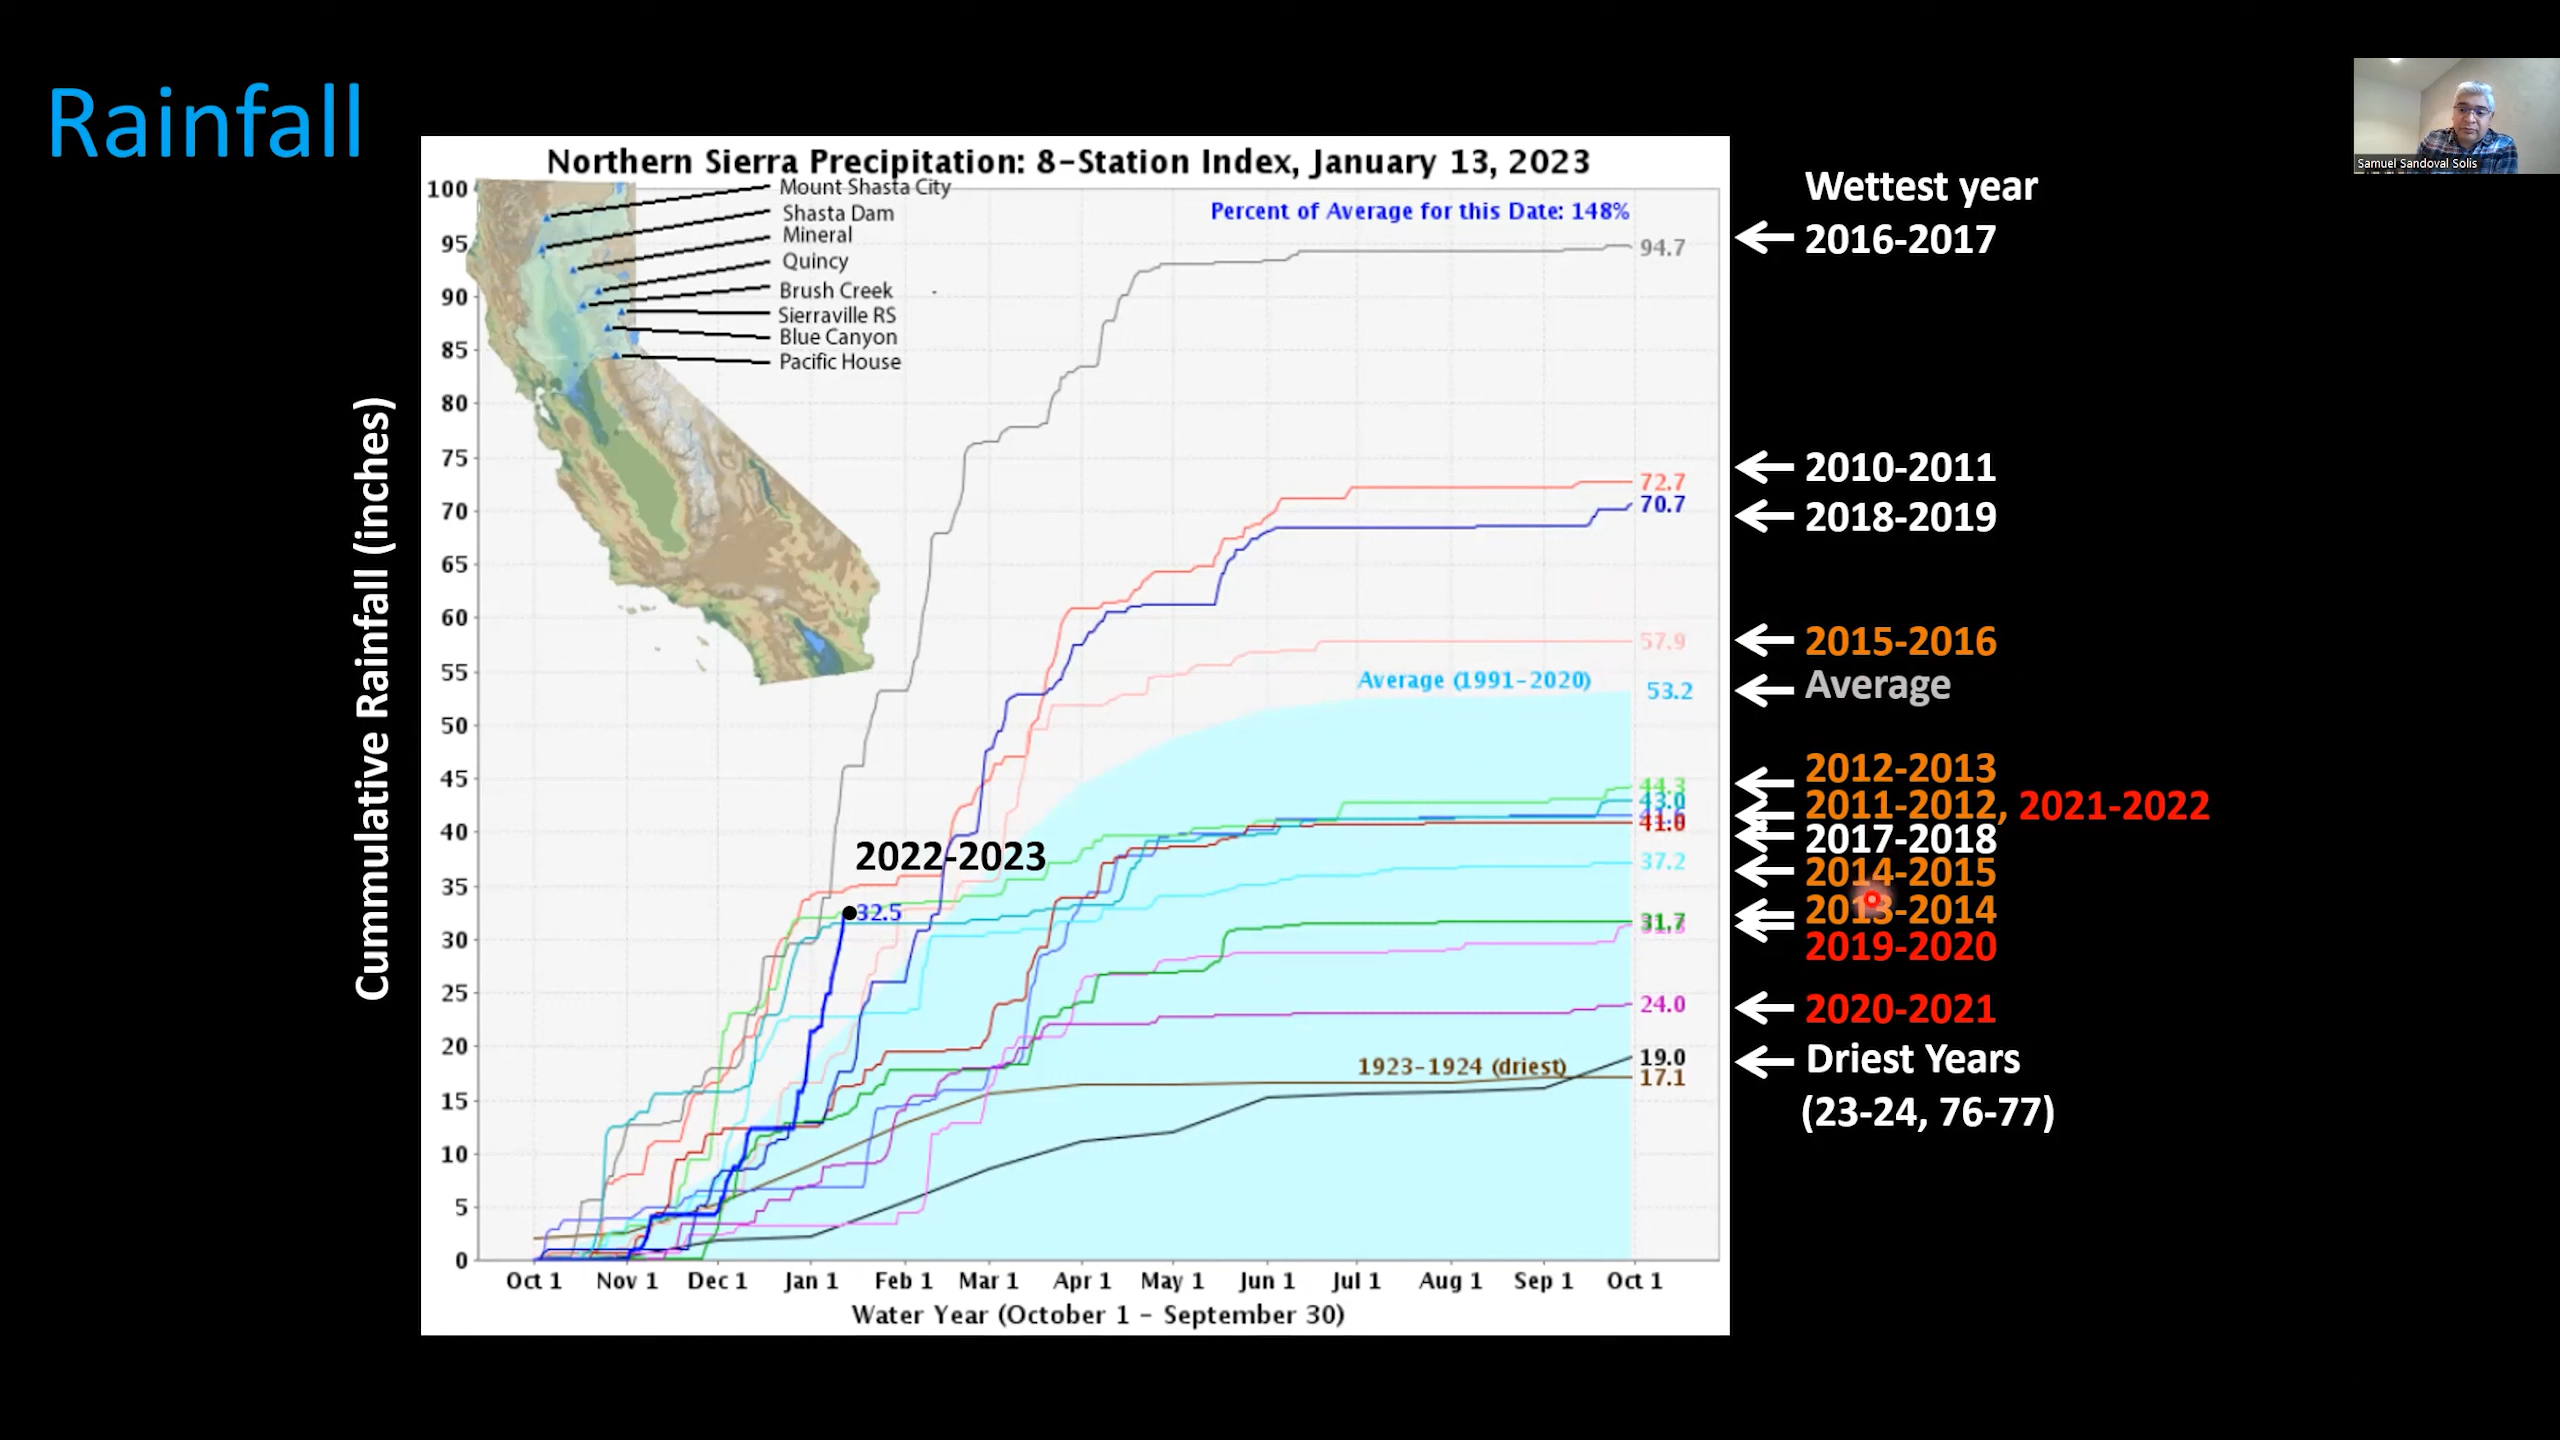 Rainfall
Samuel Sandoval Solis
Northern Sierra Precipitation: 8-Station Index, January 13, 2023
Percent of Average for this Date: 148%
Mount Shasta City
Shasta Dam
Mineral
Quincy
Brush Creek
Sierraville RS
Blue Canyon
Pacific House
Cummulative Rainfall (inches)
100
95
90
85
80
75
70
65
60
55
50
45
40
35
30
25
20
15
10
5
0
94.7
72.7
70.7
57.9
Average (1991-2020)
53.2
44.3
43.0
41.0
37.2
31.7
24.0
19.0
17.1
2022-2023
32.5
1923-1924 (driest)
Oct 1 Nov 1 Dec 1 Jan 1 Feb 1 Mar 1 Apr 1 May 1 Jun 1 Jul 1 Aug 1 Sep 1 Oct 1
Water Year (October 1 - September 30)
Wettest year
2016-2017
2010-2011
2018-2019
2015-2016
Average
2012-2013
2011-2012, 2021-2022
2017-2018
2014-2015
2013-2014
2019-2020
2020-2021
Driest Years
(23-24, 76-77)